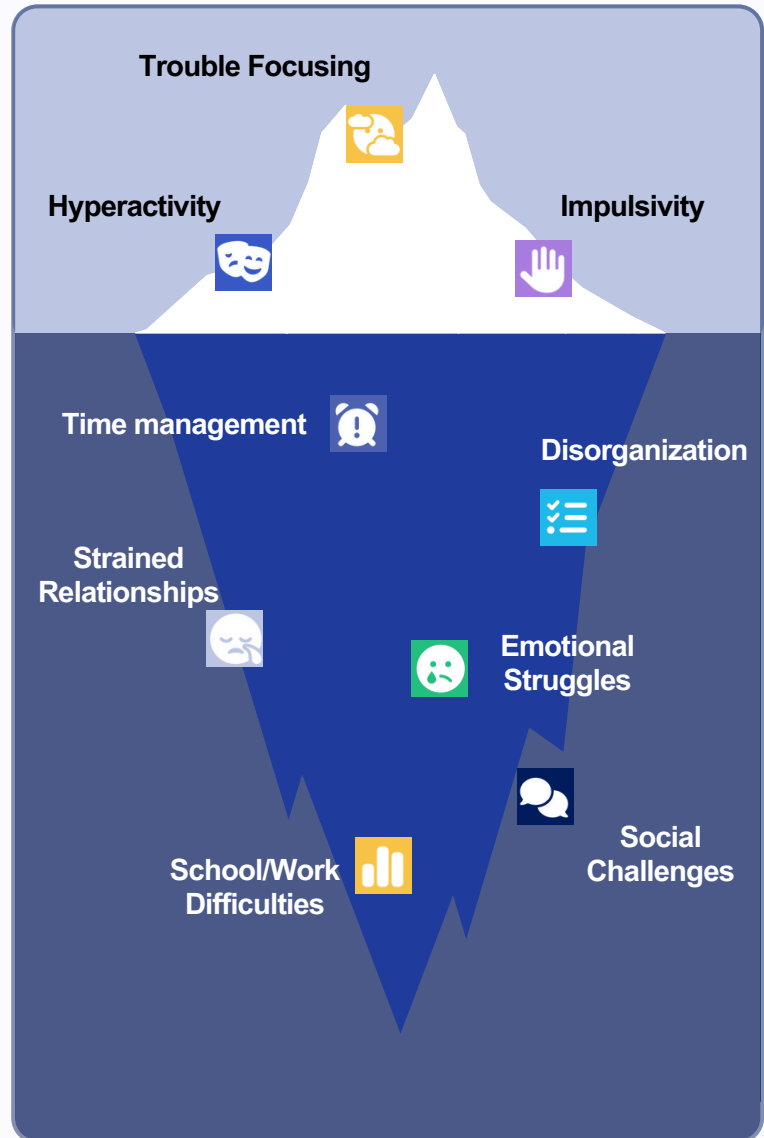 Trouble Focusing
Hyperactivity
Impulsivity
Time management
Disorganization
Strained
Relationships
Emotional
Struggles
Social
Challenges
School/Work
Difficulties